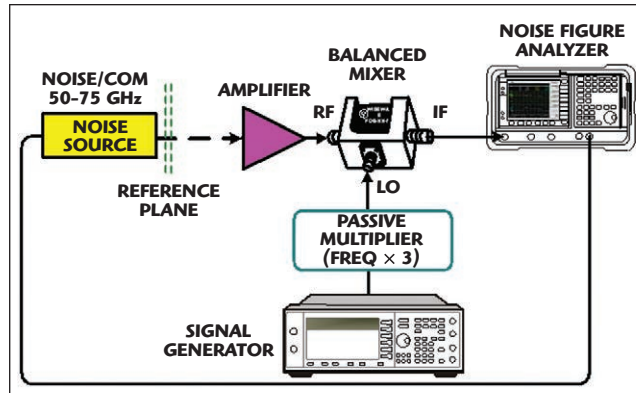 NOISE FIGURE
ANALYZER
BALANCED
MIXER
NOISE/COM
50–75 GHz
AMPLIFIER
RF
IF
NOISE
SOURCE
LO
REFERENCE
PLANE
PASSIVE
MULTIPLIER
(FREQ × 3)
SIGNAL
GENERATOR